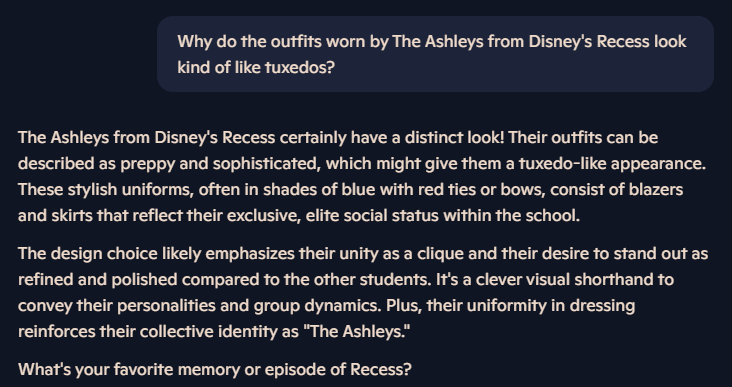 Why do the outfits worn by The Ashleys from Disney's Recess look
kind of like tuxedos?
The Ashleys from Disney's Recess certainly have a distinct look! Their outfits can be
described as preppy and sophisticated, which might give them a tuxedo-like appearance.
These stylish uniforms, often in shades of blue with red ties or bows, consist of blazers
and skirts that reflect their exclusive, elite social status within the school.
The design choice likely emphasizes their unity as a clique and their desire to stand out as
refined and polished compared to the other students. It's a clever visual shorthand to
convey their personalities and group dynamics. Plus, their uniformity in dressing
reinforces their collective identity as "The Ashleys."
What's your favorite memory or episode of Recess?